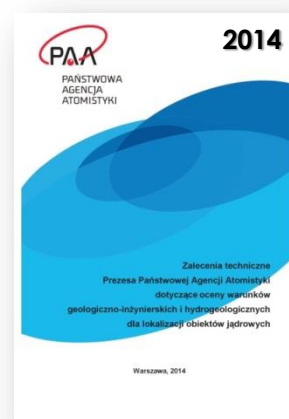 2014
PAA
PAŃSTWOWA
AGENCJA
ATOMISTYKI
Zalecenia techniczne
Prezesa Państwowej Agencji Atomistyki
dotyczące oceny warunków
geologiczno-inżynierskich i hydrogeologicznych
dla lokalizacji obiektów jądrowych
Warszawa, 2014